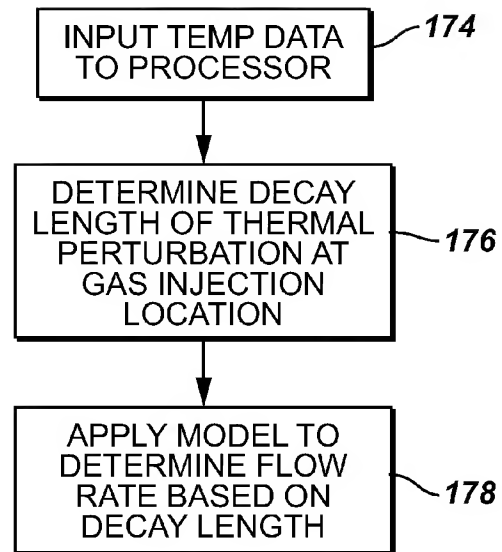 INPUT TEMP DATA
TO PROCESSOR
174
DETERMINE DECAY
LENGTH OF THERMAL
PERTURBATION AT
GAS INJECTION
LOCATION
176
APPLY MODEL TO
DETERMINE FLOW
RATE BASED ON
DECAY LENGTH
178